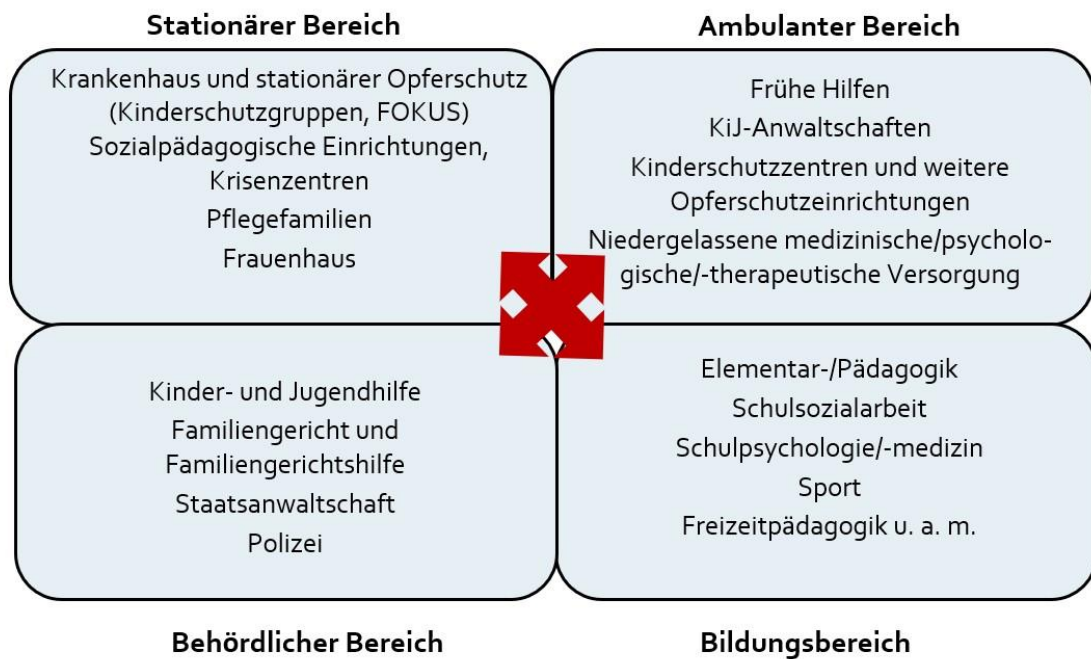 Stationärer Bereich
Krankenhaus und stationärer Opferschutz
(Kinderschutzgruppen, FOKUS)
Sozialpädagogische Einrichtungen,
Krisenzentren
Pflegefamilien
Frauenhaus
Ambulanter Bereich
Frühe Hilfen
KiJ-Anwaltschaften
Kinderschutzzentren und weitere
Opferschutzeinrichtungen
Niedergelassene medizinische/psycholo-
gische/-therapeutische Versorgung
Kinder- und Jugendhilfe
Familiengericht und
Familiengerichtshilfe
Staatsanwaltschaft
Polizei
Behördlicher Bereich
Elementar-/Pädagogik
Schulsozialarbeit
Schulpsychologie/-medizin
Sport
Freizeitpädagogik u. a. m.
Bildungsbereich